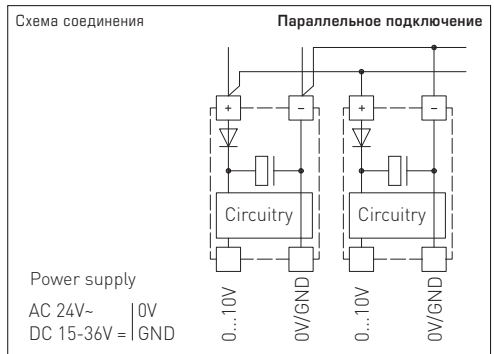 Схема соединения
Параллельное подключение
+ − + −
Circuitry Circuitry
Power supply
AC 24V~ 0V
DC 15-36V = GND
0...10V
0V/GND
0...10V
0V/GND